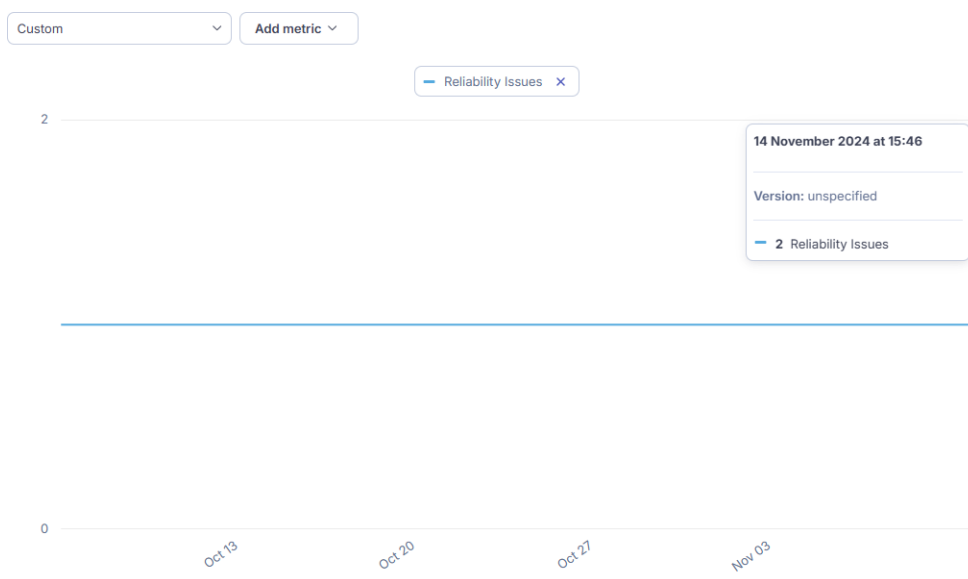 Custom
Add metric
Reliability Issues
2
14 November 2024 at 15:46
Version: unspecified
2 Reliability Issues
0
Oct 13
Oct 20
Oct 27
Nov 03